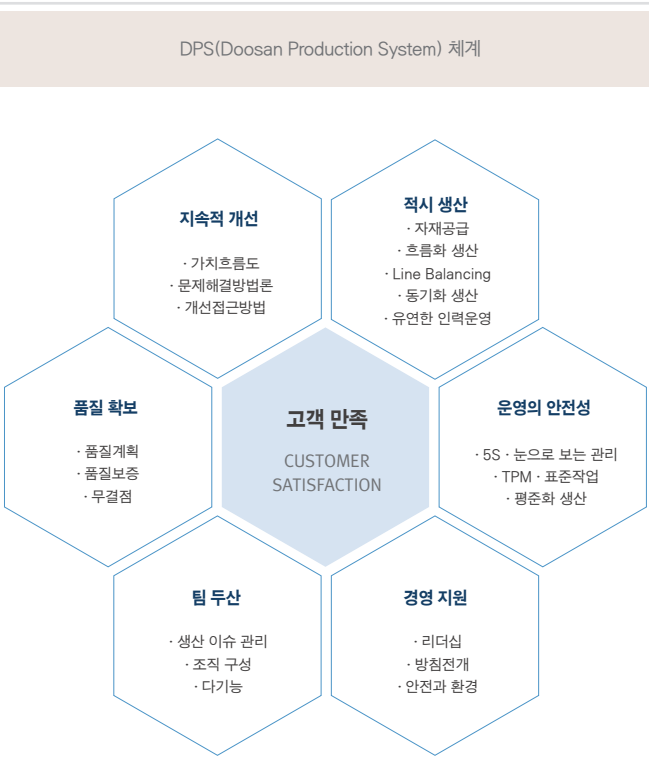 DPS(Doosan Production System) 체계
지속적 개선
· 가치흐름도
· 문제해결방법론
· 개선접근방법
적시 생산
· 자재공급
· 흐름화 생산
· Line Balancing
· 동기화 생산
· 유연한 인력운영
품질 확보
· 품질계획
· 품질보증
· 무결점
고객 만족
CUSTOMER
SATISFACTION
운영의 안전성
· 5S · 눈으로 보는 관리
· TPM · 표준작업
· 평준화 생산
팀 두산
· 생산 이슈 관리
· 조직 구성
· 다기능
경영 지원
· 리더십
· 방침전개
· 안전과 환경